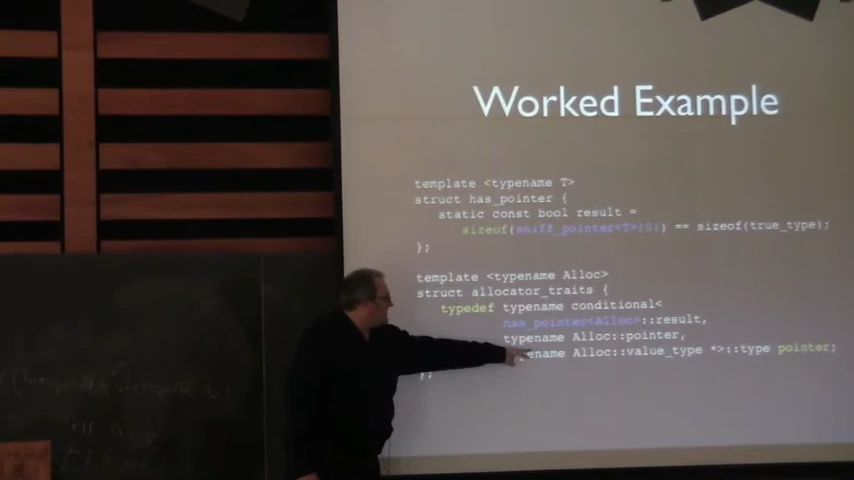 Worked Example
template <typename T>
struct has_pointer {
static const bool result =
sizeof(sniff_pointer<T>(0)) == sizeof(true_type);
};
template <typename Alloc>
struct allocator_traits {
typedef typename conditional<
has_pointer<Alloc>::result,
typename Alloc::pointer,
ename Alloc::value_type *>::type pointer;
};